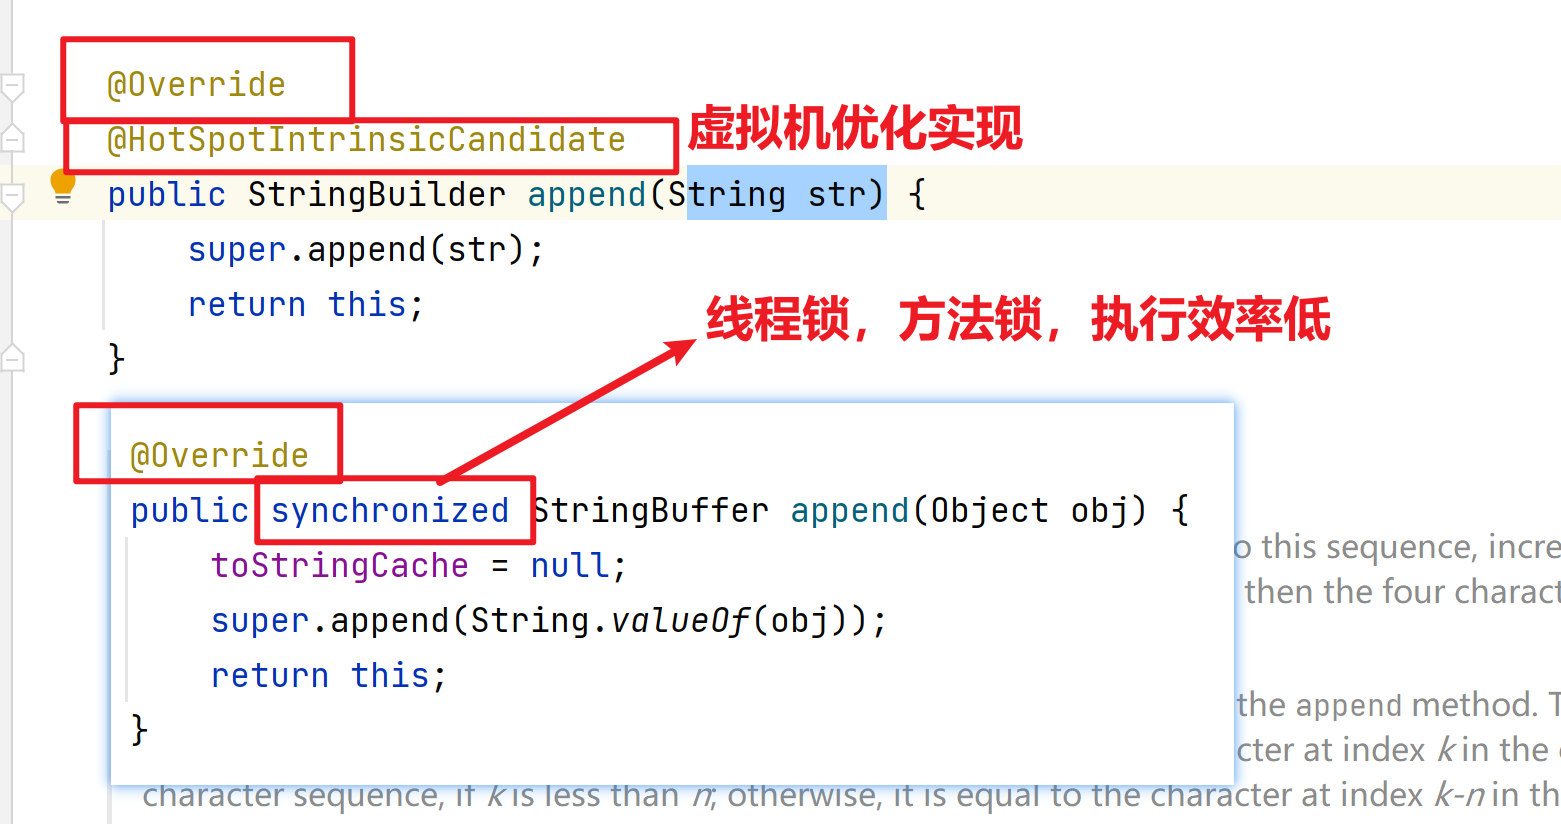 @Override
@HotSpotIntrinsicCandidate
虚拟机优化实现
public StringBuilder append(String str) {
super.append(str);
return this;
}
线程锁，方法锁，执行效率低
@Override
public synchronized StringBuffer append(Object obj) {
toStringCache = null;
super.append(String.valueOf(obj));
return this;
}
o this sequence, incre
then the four charact
the append method. T
cter at index k in the
character sequence, if k is less than n; otherwise, it is equal to the character at index k-n in th